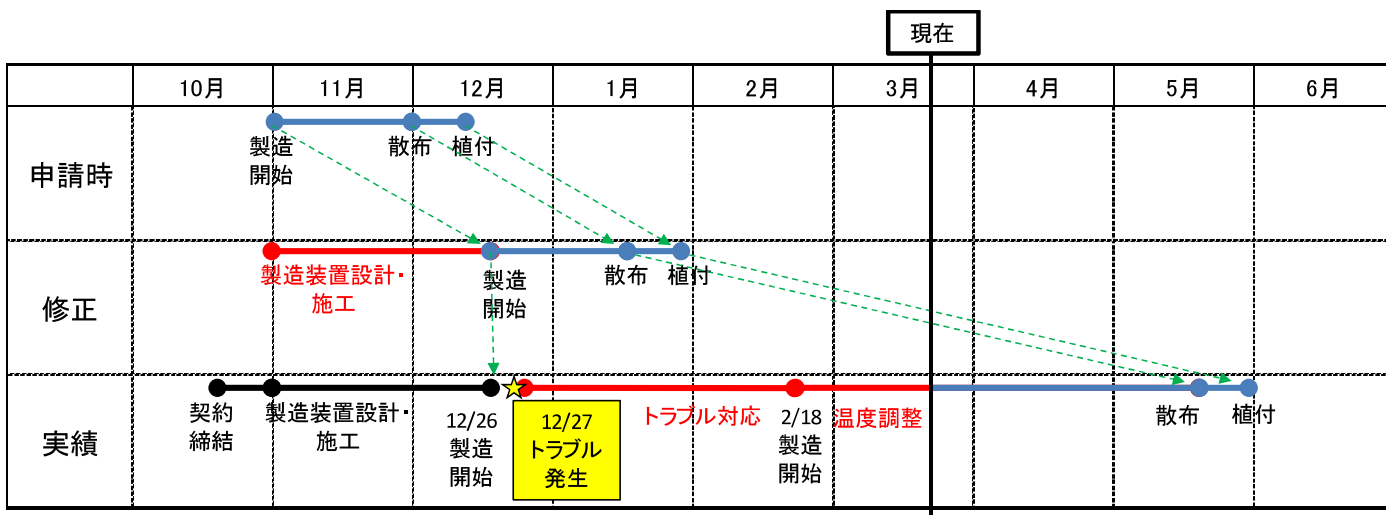 現在
10月 11月 12月 1月 2月 3月 4月 5月 6月
申請時
製造
開始
散布
植付
修正
製造装置設計・
施工
製造
開始
散布
植付
実績
契約
締結
製造装置設計・
施工
12/26
製造
開始
12/27
トラブル
発生
トラブル対応
2/18
製造
開始
温度調整
散布
植付